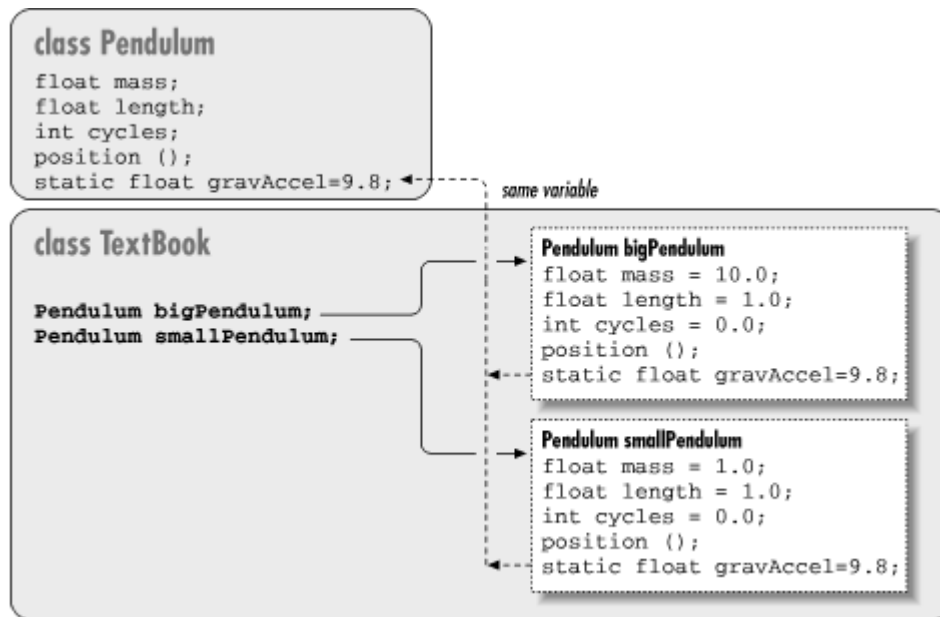 class Pendulum
float mass;
float length;
int cycles;
position ();
static float gravAccel=9.8;
same variable
class TextBook
Pendulum bigPendulum;
Pendulum smallPendulum;
Pendulum bigPendulum
float mass = 10.0;
float length = 1.0;
int cycles = 0.0;
position ();
static float gravAccel=9.8;
Pendulum smallPendulum
float mass = 1.0;
float length = 1.0;
int cycles = 0.0;
position ();
static float gravAccel=9.8;